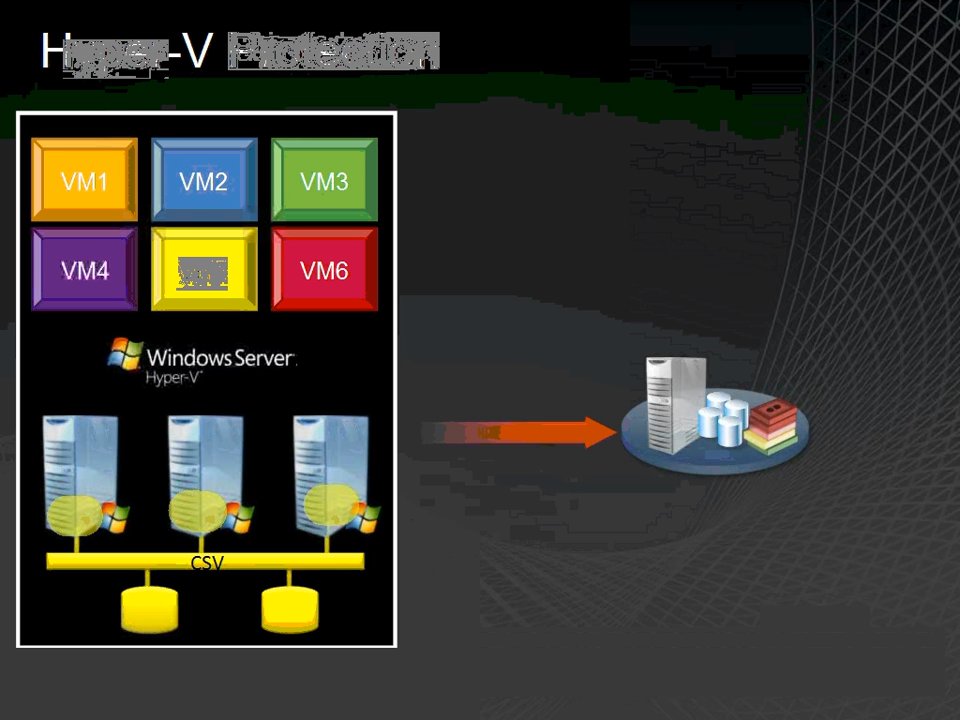 Hyper-V Protection
VM1 VM2 VM3
VM4 VM6
Windows Server
Hyper-V
CSV